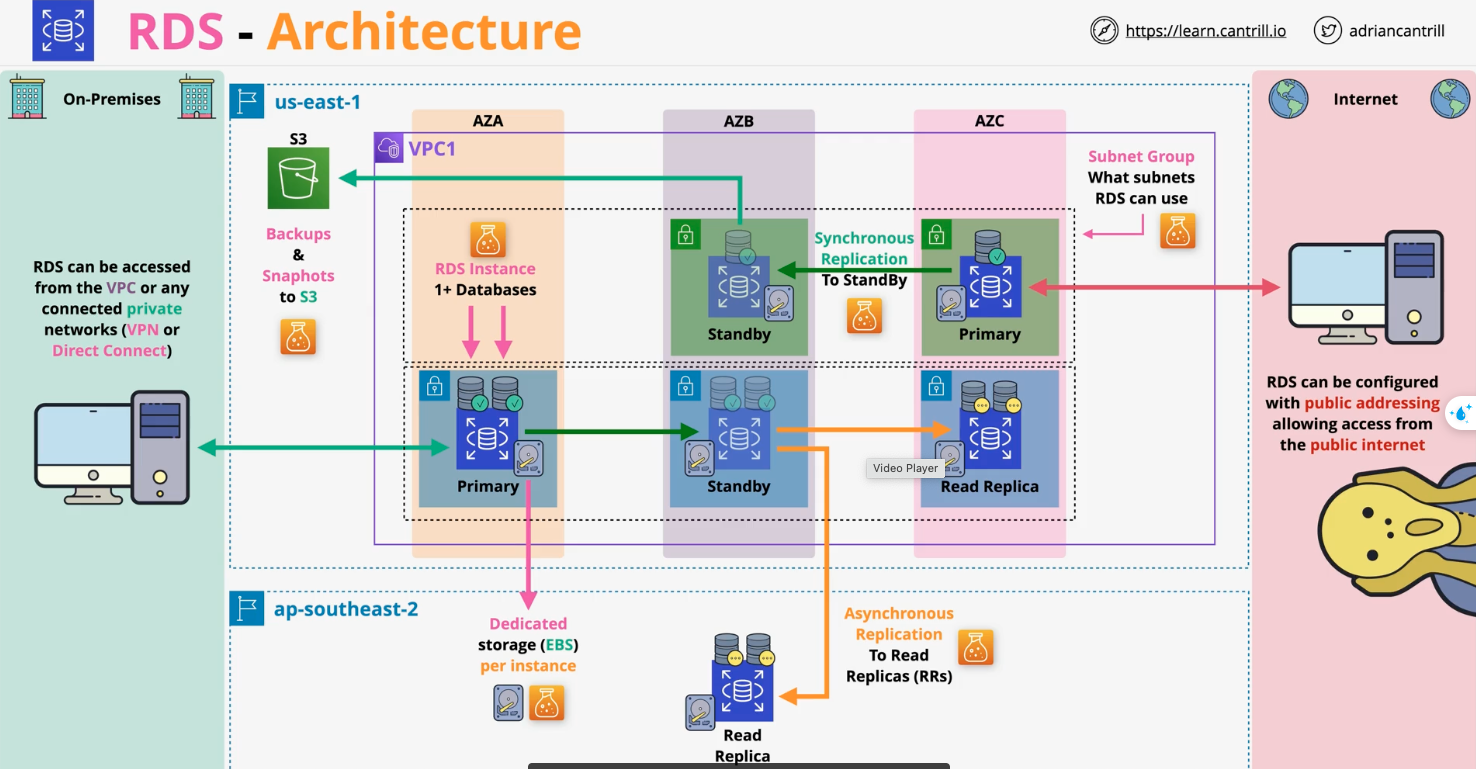 RDS - Architecture
https://learn.cantrill.io
adriancantrill
On-Premises
RDS can be accessed
from the VPC or any
connected private
networks (VPN or
Direct Connect)
us-east-1
S3
Backups
&
Snaphots
to S3
AZA
AZB
AZC
VPC1
Subnet Group
What subnets
RDS can use
RDS Instance
1+ Databases
Synchronous
Replication
To StandBy
Standby
Primary
Primary
Standby
Video Player
Read Replica
Internet
RDS can be configured
with public addressing
allowing access from
the public internet
ap-southeast-2
Dedicated
storage (EBS)
per instance
Read
Replica
Asynchronous
Replication
To Read
Replicas (RRs)